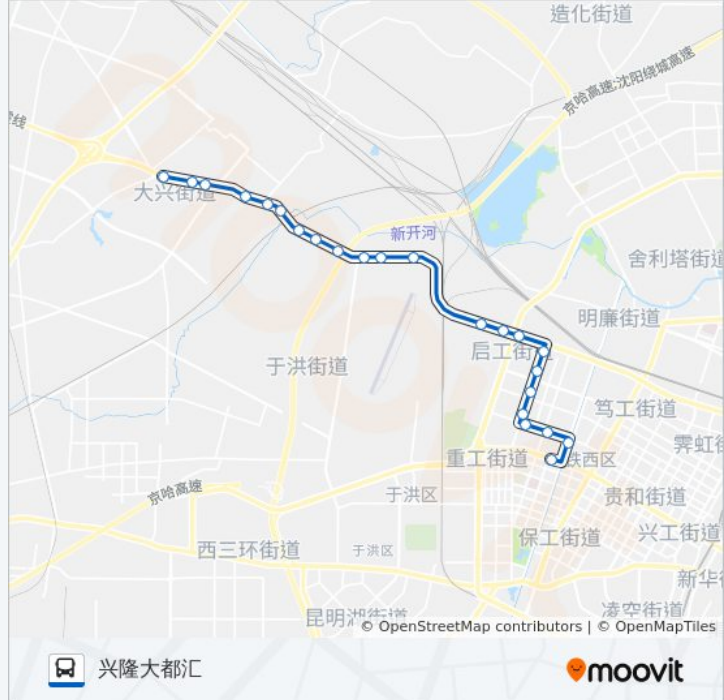 造化街道
京哈高速;沈阳绕城高速
线
大兴街道
新开河
舍利塔街道
明廉街道
启工街道
于洪街道
笃工街道
霁虹街
重工街道
铁西区
京哈高速
于洪区
贵和街道
保工街道
兴工街道
西三环街道
于洪区
新华
昆明湖街道
凌空街道
© OpenStreetMap contributors | © OpenMapTiles
兴隆大都汇
moovit